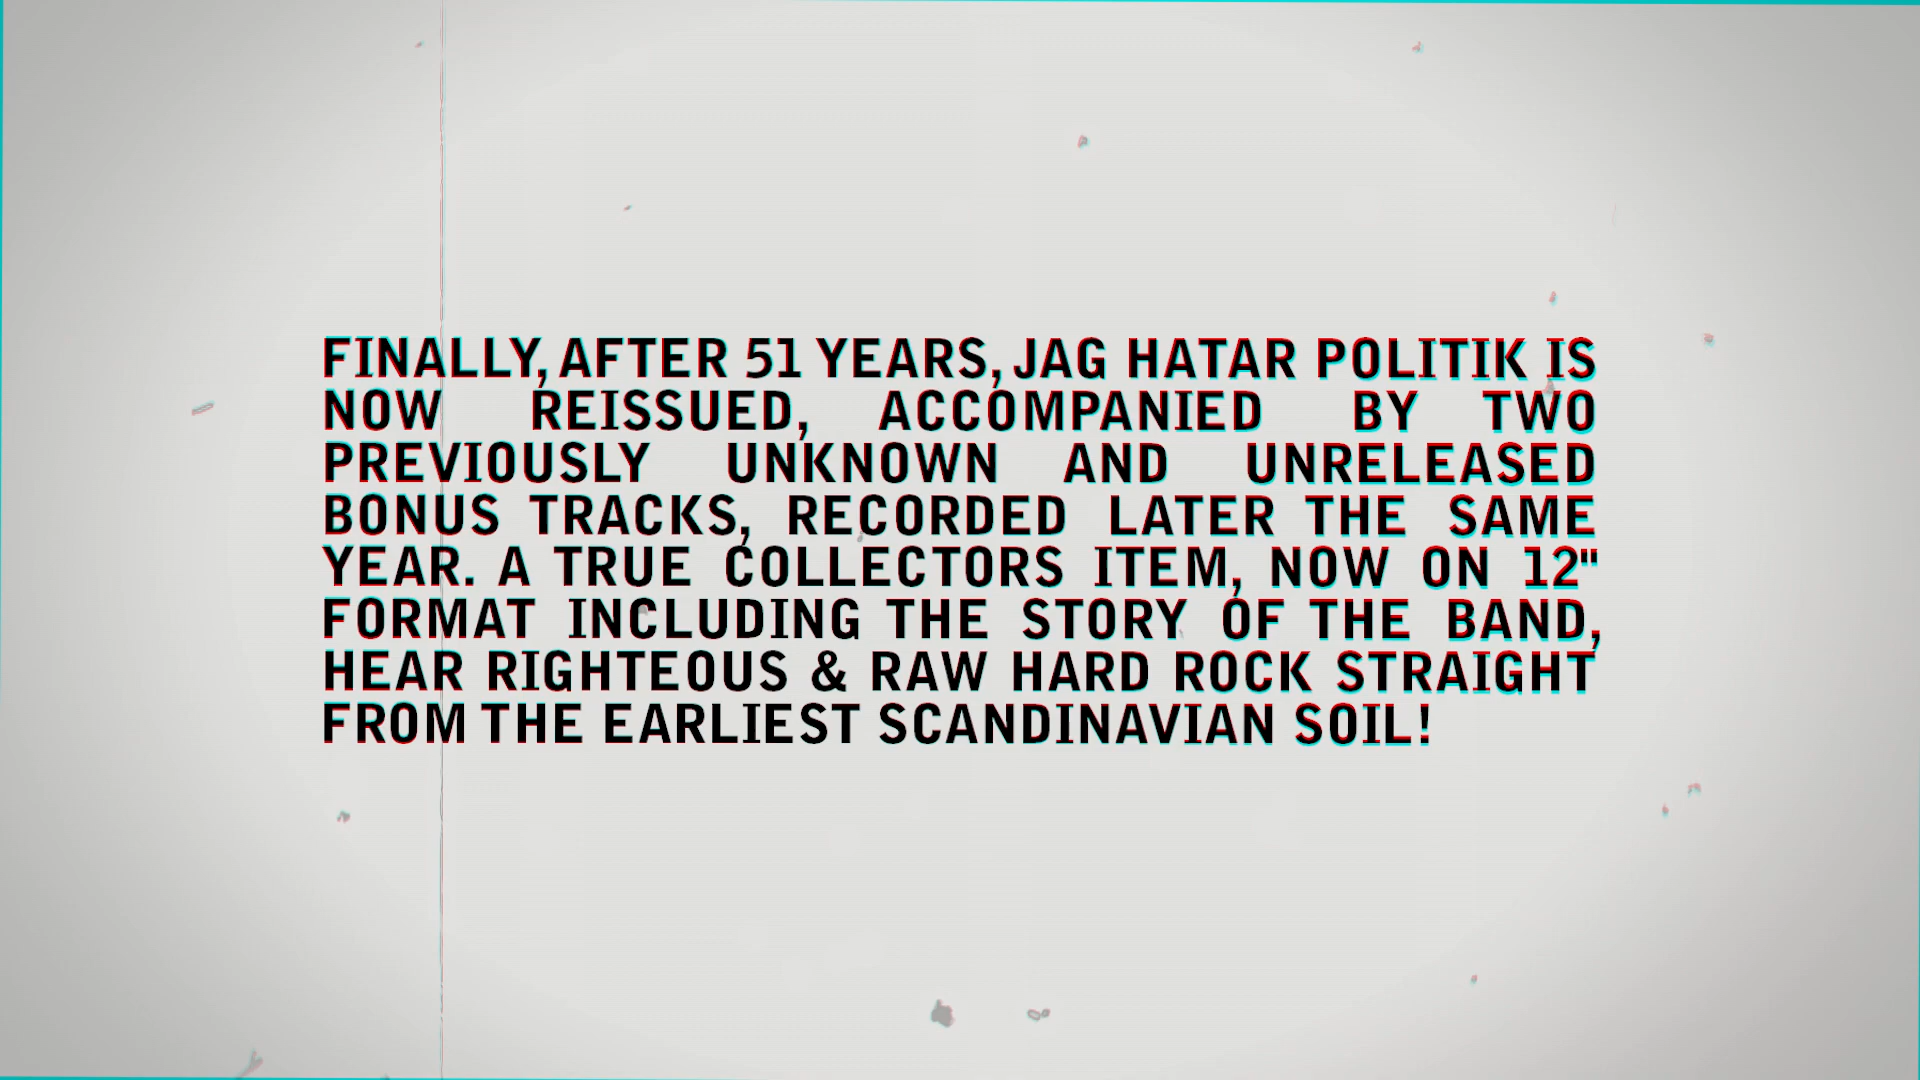 FINALLY, AFTER 51 YEARS, JAG HATAR POLITIK IS
NOW REISSUED, ACCOMPANIED BY TWO
PREVIOUSLY UNKNOWN AND UNRELEASED
BONUS TRACKS, RECORDED LATER THE SAME
YEAR. A TRUE COLLECTORS ITEM, NOW ON 12"
FORMAT INCLUDING THE STORY OF THE BAND,
HEAR RIGHTEOUS & RAW HARD ROCK STRAIGHT
FROM THE EARLIEST SCANDINAVIAN SOIL!